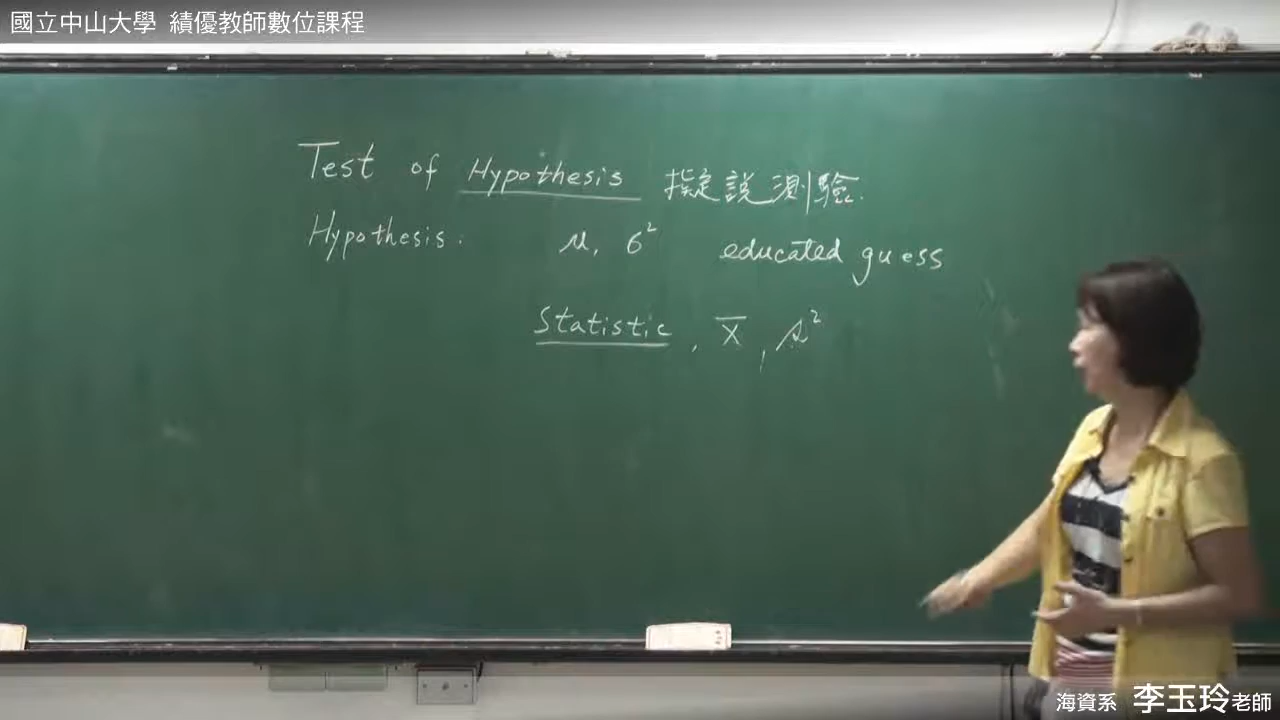 國立中山大學 績優教師數位課程
Test of Hypothesis 擬說測驗.
Hypothesis: μ, σ² educated guess
Statistic, X̄, s²
海資系 李玉玲老師